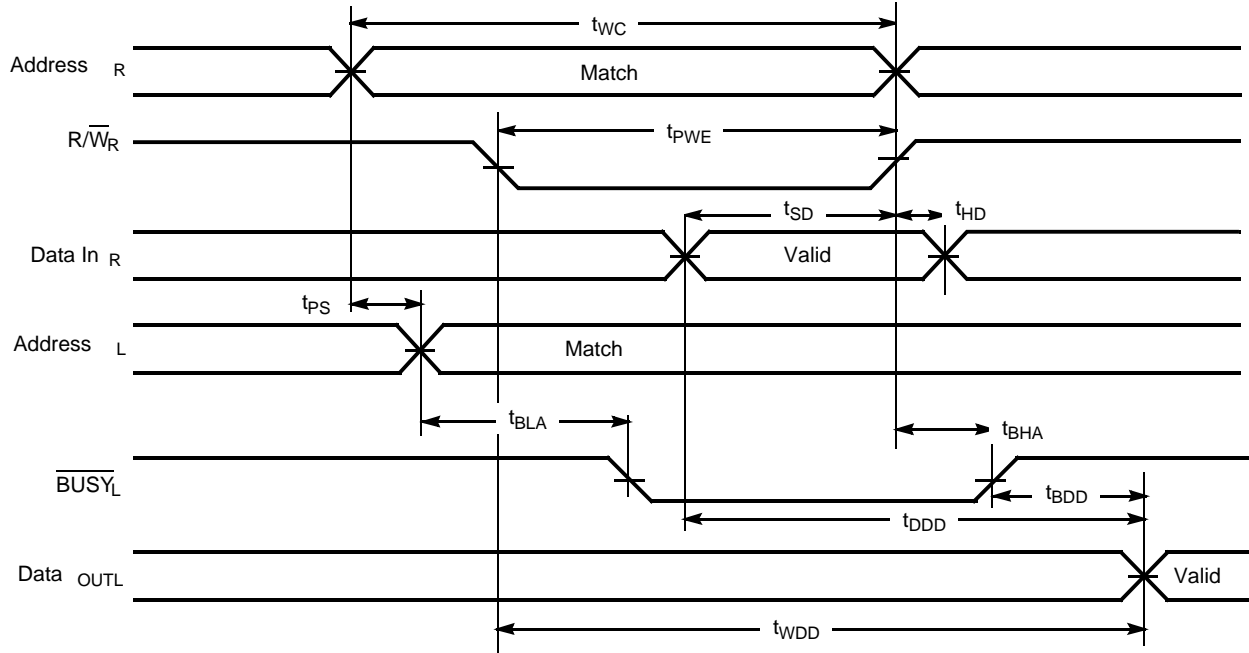 tWC
Address R
Match
R/W̅R
tPWE
tSD
tHD
Data In R
Valid
tPS
Address L
Match
tBLA
tBHA
B̅U̅S̅Y̅L
tBDD
tDDD
Data OUTL
Valid
tWDD